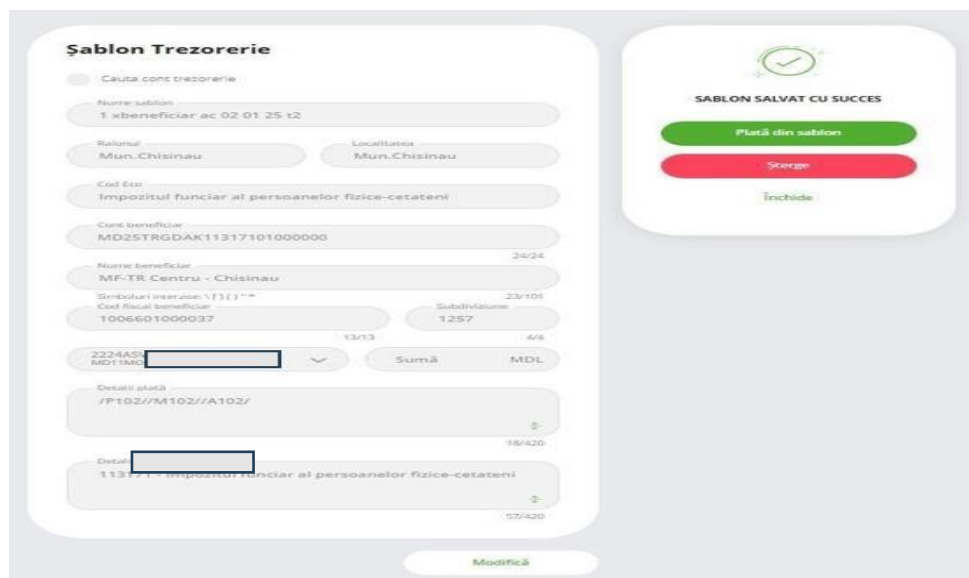 Șablon Trezorerie
Cauta cont trezorerie
Nume sablon
1 xbeneficiar ac 02 01 25 t2
Raionul
Mun.Chisinau
Localitatea
Mun.Chisinau
Cod Eco
Impozitul funciar al persoanelor fizice-cetateni
Cont beneficiar
MD25TRGDAK11317101000000
24/24
Nume beneficiar
MF-TR Centru - Chisinau
Simboluri interzise: \ [ ] { } ~ ^
23/101
Cod fiscal beneficiar
1006601000037
13/13
Subdiviziune
1257
4/4
Sumă
MDL
Detalii plată
/P102//M102//A102/
18/420
- Impozitul funciar al persoanelor fizice-cetateni
57/420
Modifică
SABLON SALVAT CU SUCCES
Plată din sablon
Șterge
Închide